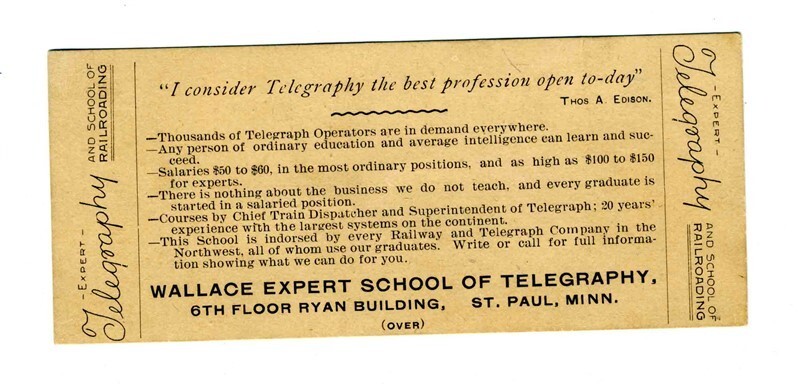 - EXPERT -
Telegraphy
AND SCHOOL OF
RAILROADING
"I consider Telegraphy the best profession open to-day"
THOS A. EDISON.
—Thousands of Telegraph Operators are in demand everywhere.
—Any person of ordinary education and average intelligence can learn and suc-
ceed.
—Salaries $50 to $60, in the most ordinary positions, and as high as $100 to $150
for experts.
—There is nothing about the business we do not teach, and every graduate is
started in a salaried position.
—Courses by Chief Train Dispatcher and Superintendent of Telegraph; 20 years'
experience with the largest systems on the continent.
—This School is indorsed by every Railway and Telegraph Company in the
Northwest, all of whom use our graduates. Write or call for full informa-
tion showing what we can do for you.
WALLACE EXPERT SCHOOL OF TELEGRAPHY,
6TH FLOOR RYAN BUILDING, ST. PAUL, MINN.
(OVER)
- EXPERT -
Telegraphy
AND SCHOOL OF
RAILROADING